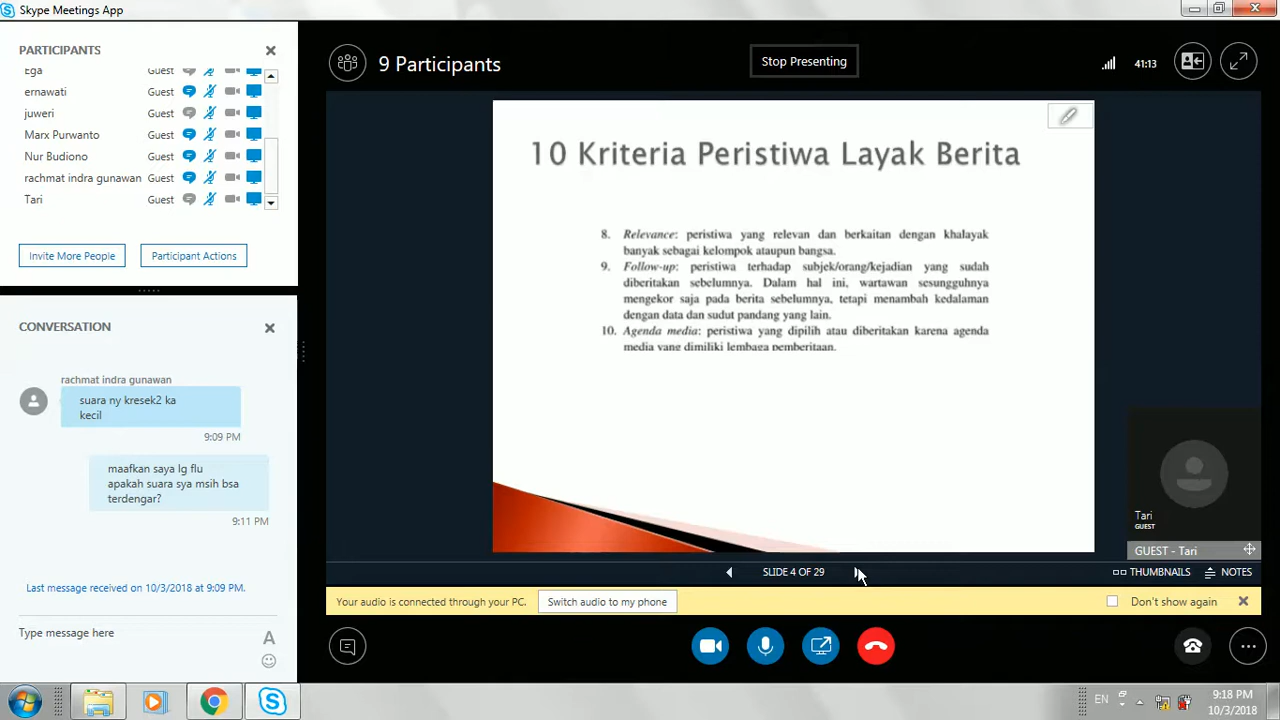 Skype Meetings App
PARTICIPANTS
Ega Guest
ernawati Guest
juweri Guest
Marx Purwanto Guest
Nur Budiono Guest
rachmat indra gunawan Guest
Tari Guest
Invite More People Participant Actions
CONVERSATION
rachmat indra gunawan
suara ny kresek2 ka
kecil
9:09 PM
maafkan saya lg flu
apakah suara sya msih bsa
terdengar?
9:11 PM
Last message received on 10/3/2018 at 9:09 PM.
Type message here
A
9 Participants
Stop Presenting
41:13
10 Kriteria Peristiwa Layak Berita
8. Relevance: peristiwa yang relevan dan berkaitan dengan khalayak
banyak sebagai kelompok ataupun bangsa.
9. Follow-up: peristiwa terhadap subjek/orang/kejadian yang sudah
diberitakan sebelumnya. Dalam hal ini, wartawan sesungguhnya
mengekor saja pada berita sebelumnya, tetapi menambah kedalaman
dengan data dan sudut pandang yang lain.
10. Agenda media: peristiwa yang dipilih atau diberitakan karena agenda
media yang dimiliki lembaga pemberitaan.
Tari
GUEST
GUEST - Tari
SLIDE 4 OF 29
THUMBNAILS NOTES
Your audio is connected through your PC. Switch audio to my phone Don't show again
EN
9:18 PM
10/3/2018